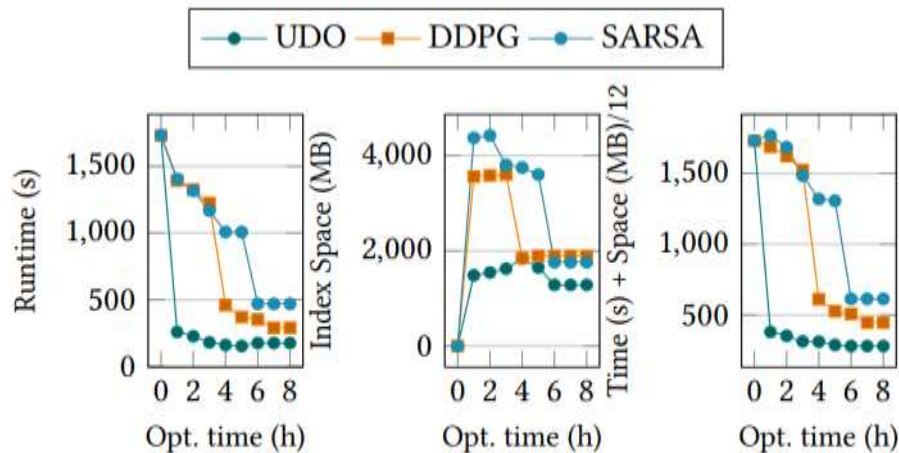 UDO DDPG SARSA
Runtime (s)
1,500
1,000
500
0
0 2 4 6 8
Opt. time (h)
Index Space (MB)
4,000
2,000
0
0 2 4 6 8
Opt. time (h)
Time (s) + Space (MB)/12
1,500
1,000
500
0 2 4 6 8
Opt. time (h)